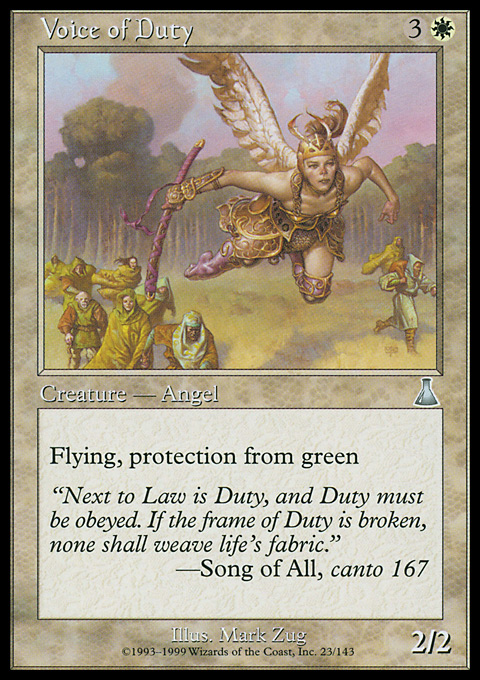 Voice of Duty 3
Creature — Angel
Flying, protection from green
“Next to Law is Duty, and Duty must
be obeyed. If the frame of Duty is broken,
none shall weave life’s fabric.”
—Song of All, canto 167
Illus. Mark Zug
©1993–1999 Wizards of the Coast, Inc. 23/143
2/2